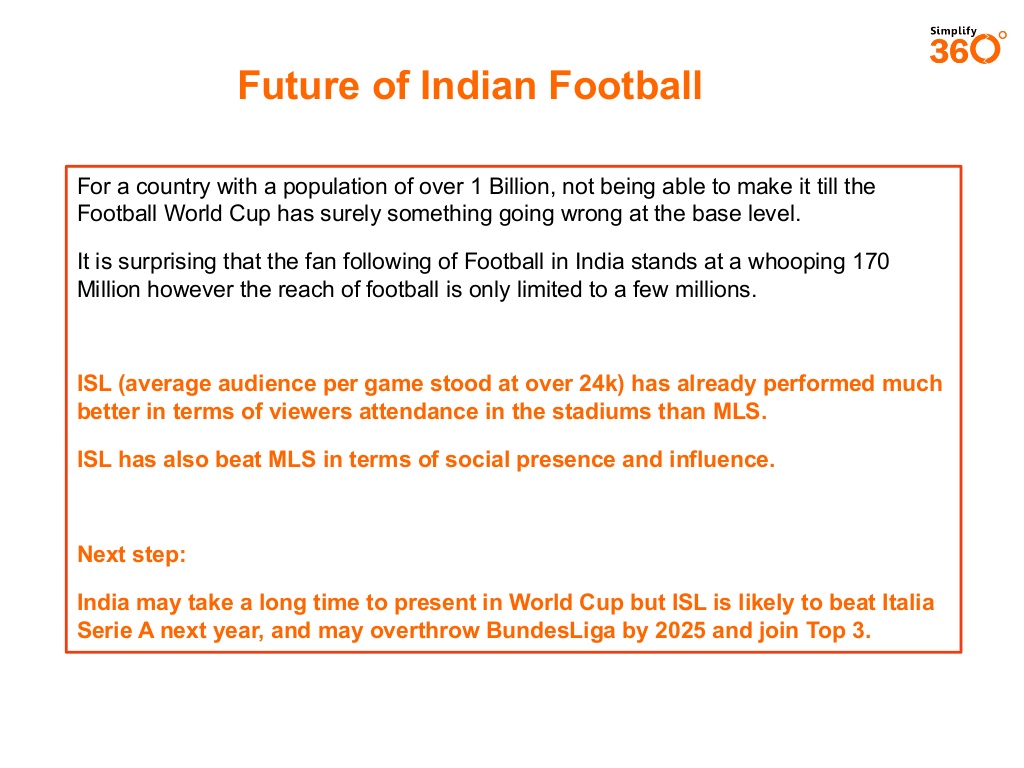 Simplify
360°
Future of Indian Football
For a country with a population of over 1 Billion, not being able to make it till the
Football World Cup has surely something going wrong at the base level.
It is surprising that the fan following of Football in India stands at a whooping 170
Million however the reach of football is only limited to a few millions.
ISL (average audience per game stood at over 24k) has already performed much
better in terms of viewers attendance in the stadiums than MLS.
ISL has also beat MLS in terms of social presence and influence.
Next step:
India may take a long time to present in World Cup but ISL is likely to beat Italia
Serie A next year, and may overthrow BundesLiga by 2025 and join Top 3.